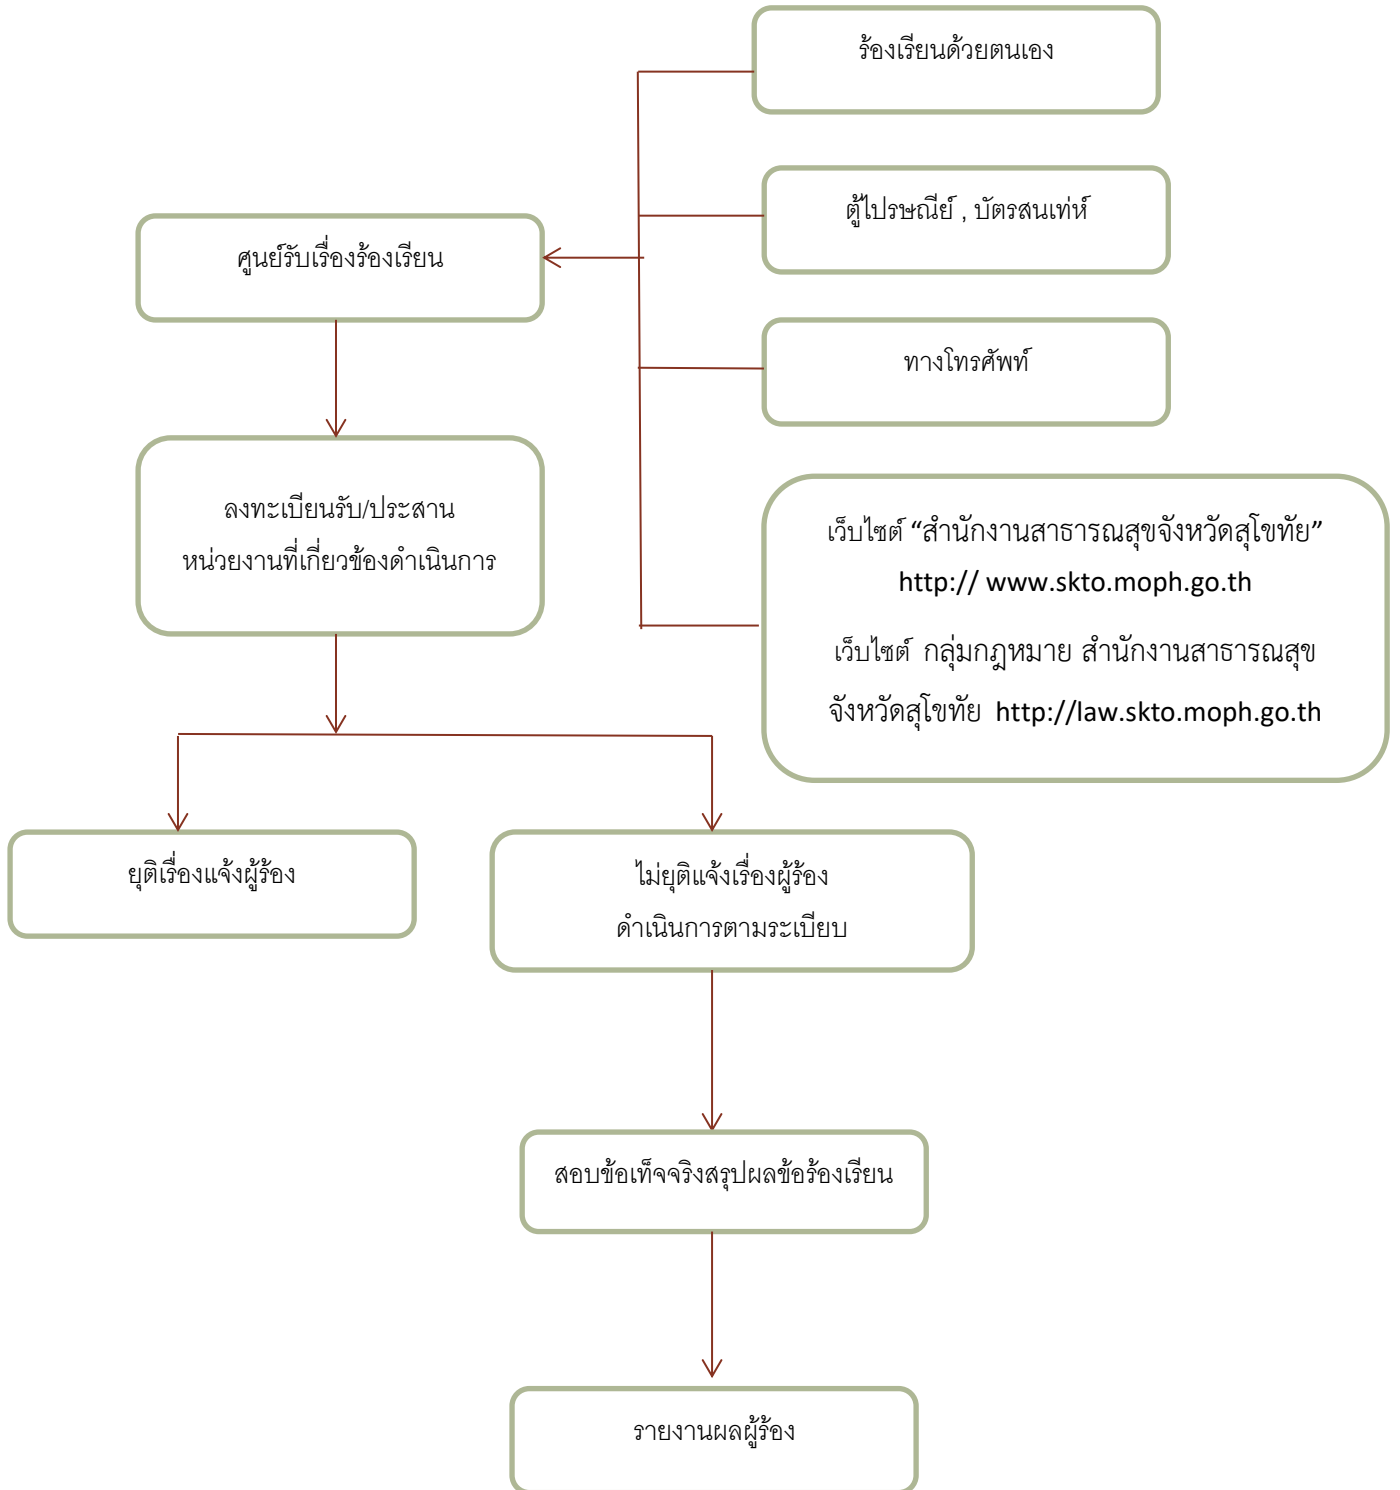 ร้องเรียนด้วยตนเอง
ตู้ไปรษณีย์ , บัตรสนเท่ห์
ศูนย์รับเรื่องร้องเรียน
ทางโทรศัพท์
ลงทะเบียนรับ/ประสาน
หน่วยงานที่เกี่ยวข้องดำเนินการ
เว็บไซต์ “สำนักงานสาธารณสุขจังหวัดสุโขทัย”
http:// www.skto.moph.go.th
เว็บไซต์ กลุ่มกฎหมาย สำนักงานสาธารณสุข
จังหวัดสุโขทัย http://law.skto.moph.go.th
ยุติเรื่องแจ้งผู้ร้อง
ไม่ยุติแจ้งเรื่องผู้ร้อง
ดำเนินการตามระเบียบ
สอบข้อเท็จจริงสรุปผลข้อร้องเรียน
รายงานผลผู้ร้อง